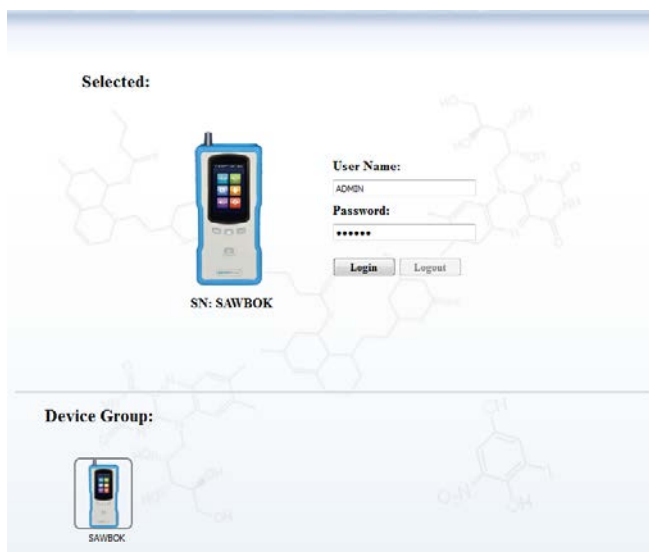 Selected:
User Name:
ADMIN
Password:
••••••
Login Logout
SN: SAWBOK
Device Group:
SAWBOK